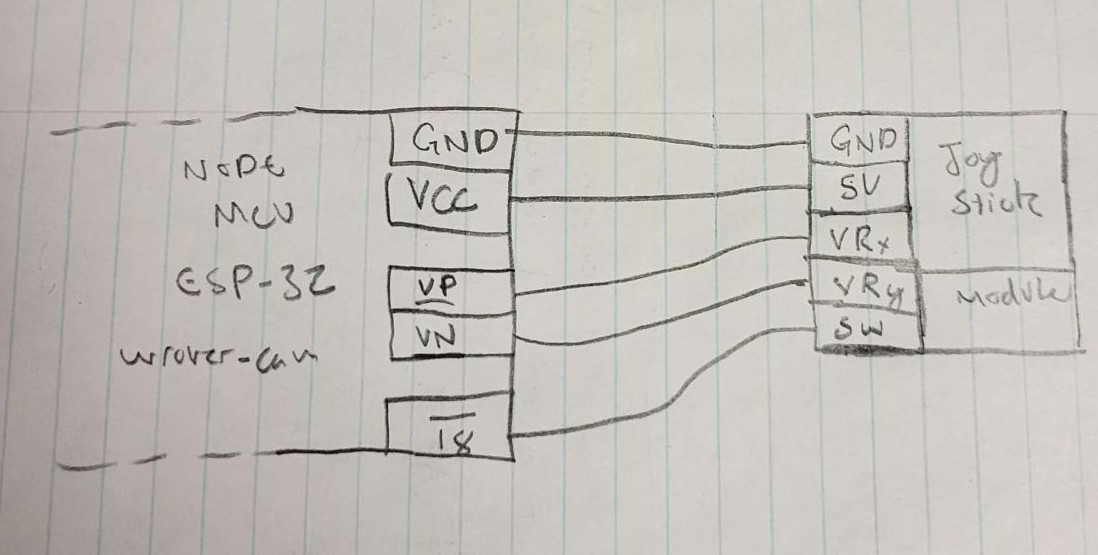 NODE
MCU
ESP-32
wrover-cam
GND
VCC
VP
VN
18
GND
5V
VRx
VRy
SW
Joy
Stick
Module